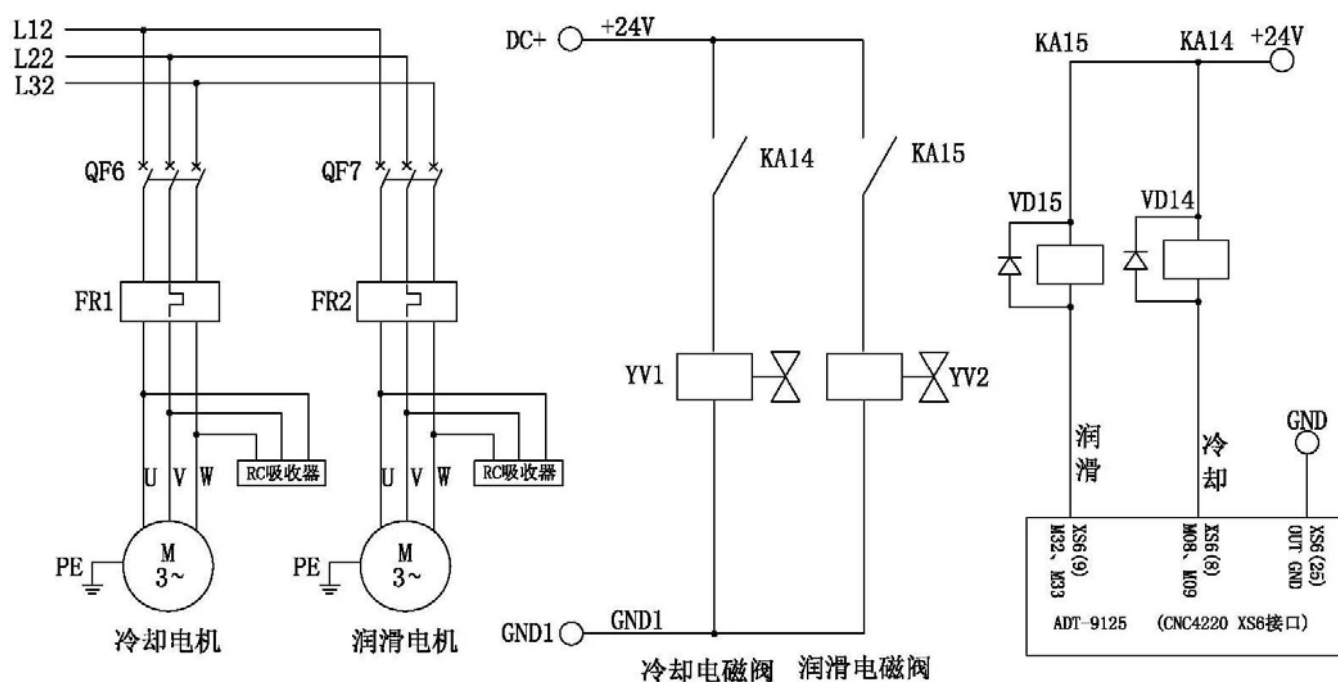 L12
L22
L32
QF6
QF7
FR1
FR2
U V W
RC吸收器
U V W
RC吸收器
M
3~
PE
M
3~
PE
冷却电机
润滑电机
DC+
+24V
KA14
KA15
YV1
YV2
GND1
GND1
冷却电磁阀
润滑电磁阀
KA15
KA14
+24V
VD15
VD14
润滑
冷却
GND
XS6(9)
M32、M33
XS6(8)
M08、M09
XS6(25)
OUT GND
ADT-9125 (CNC4220 XS6接口)